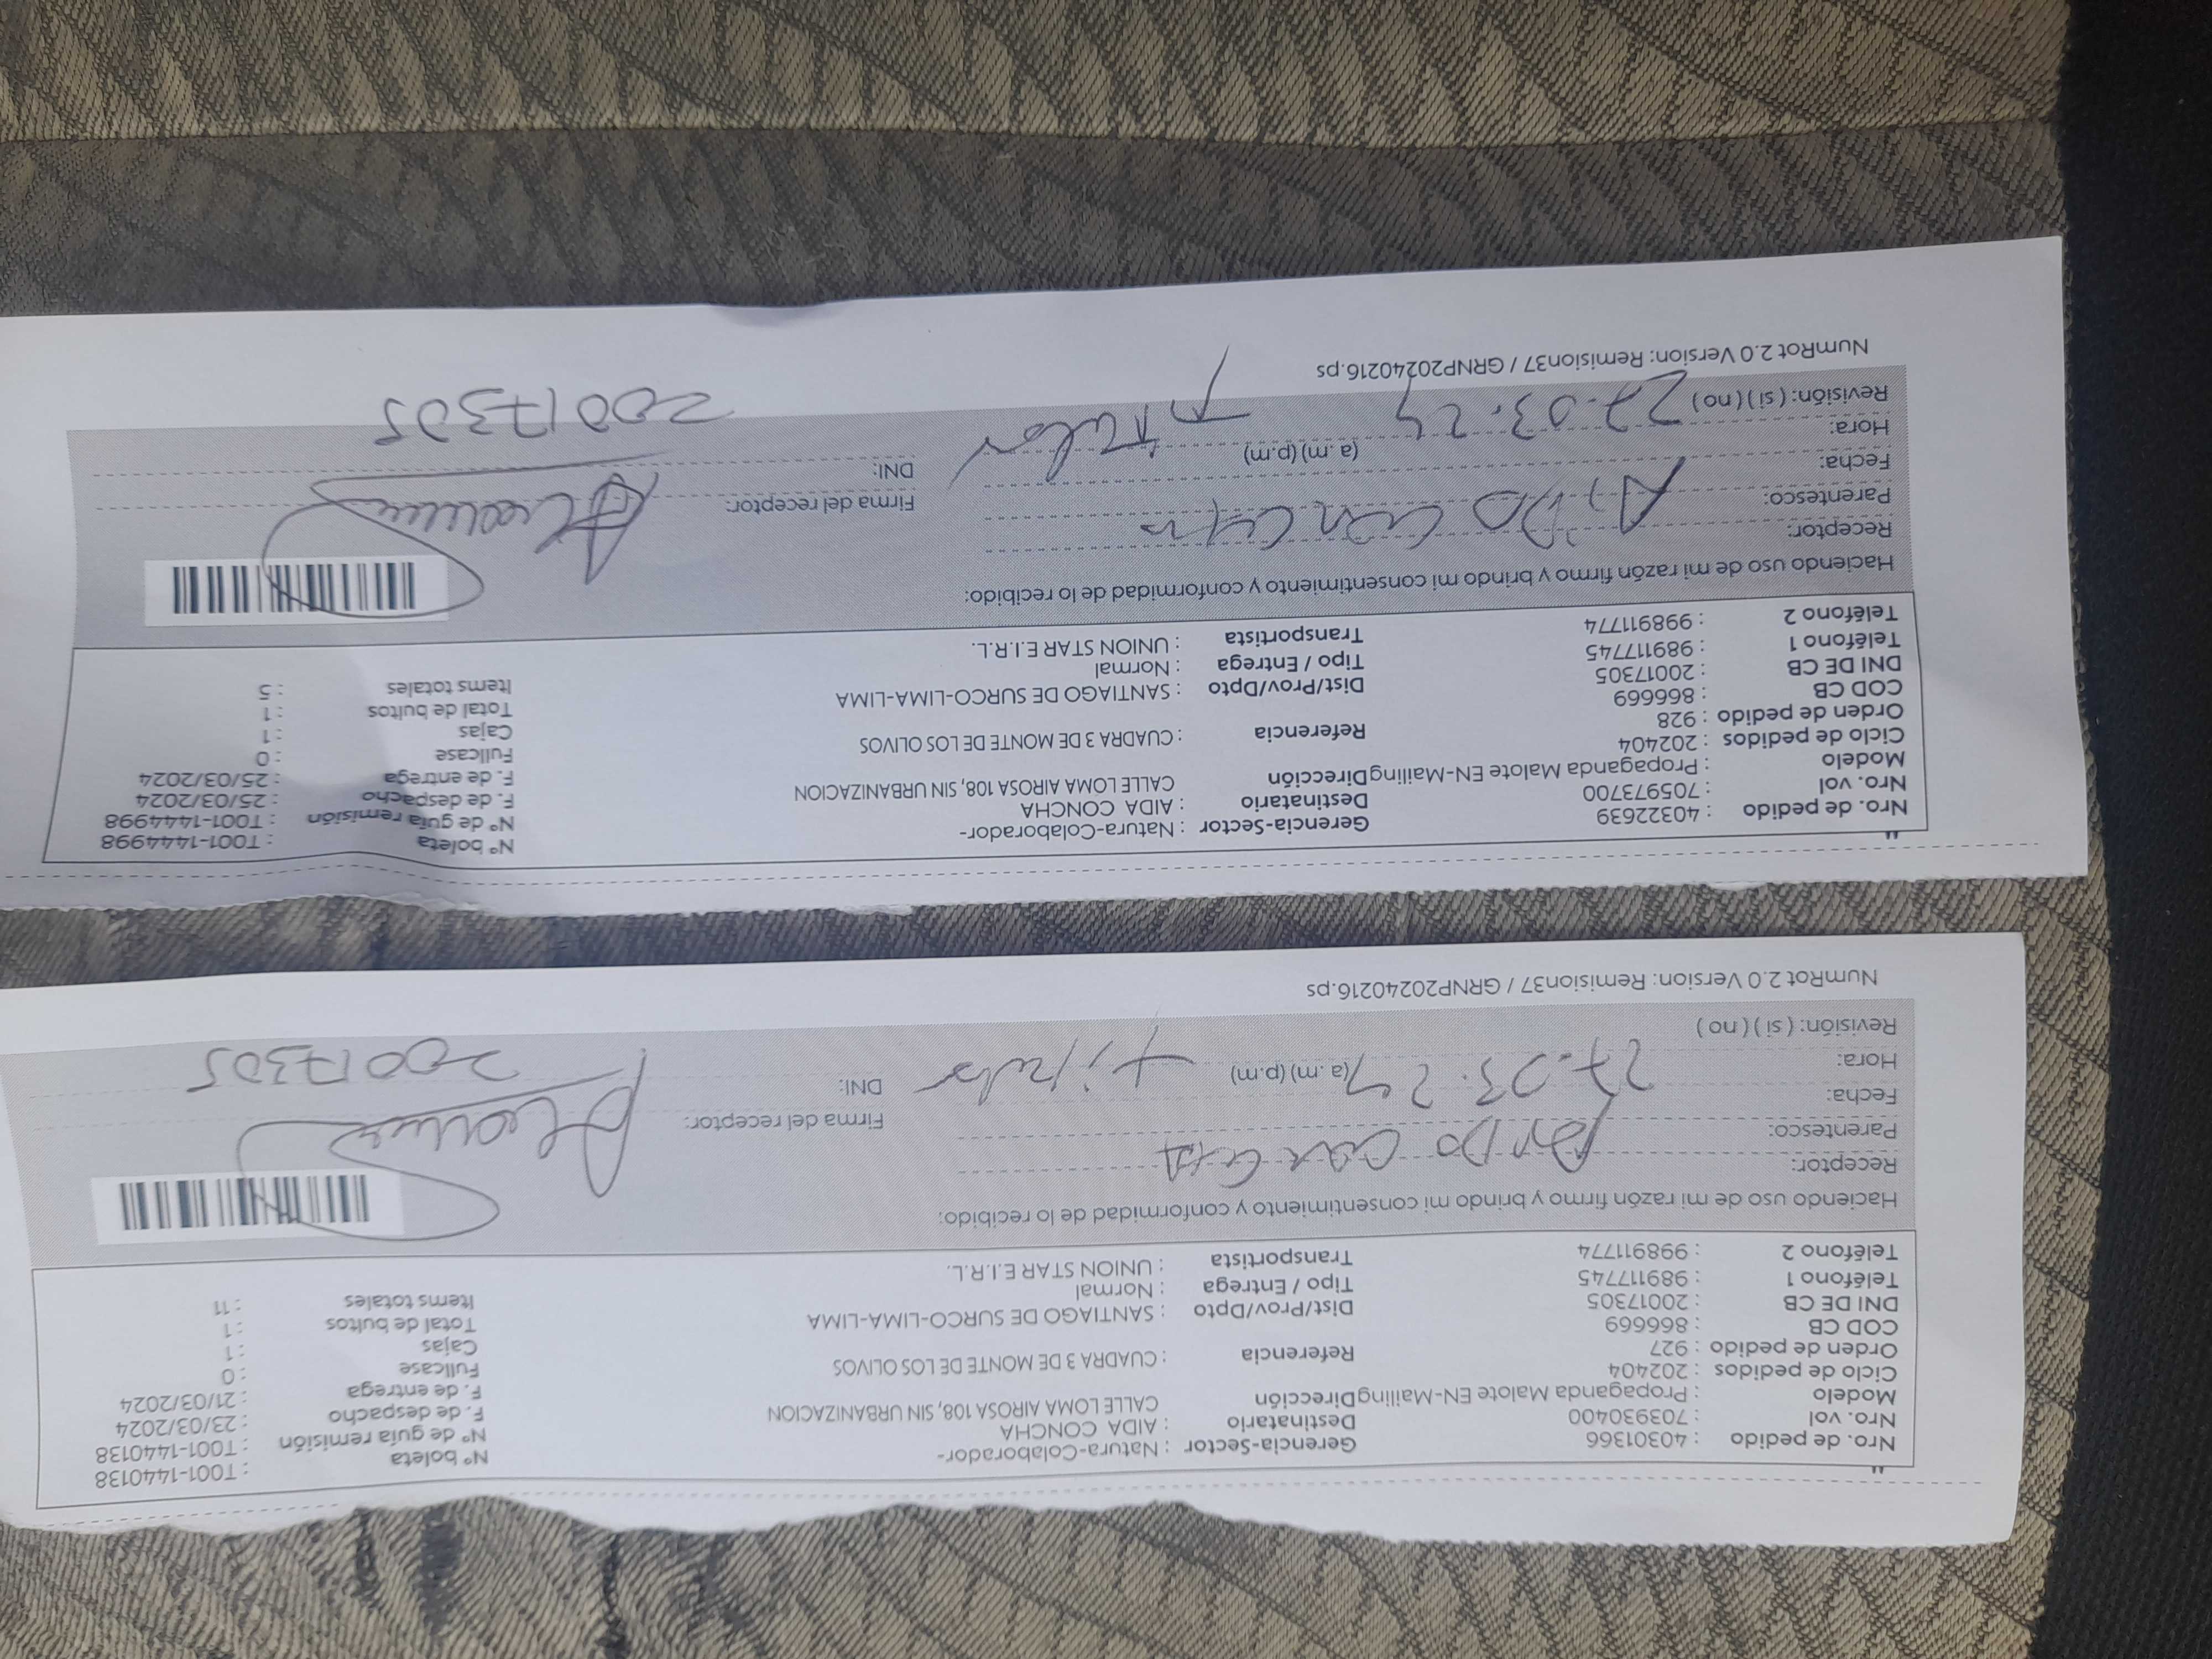 "
Nro. de pedido : 40301366 Gerencia-Sector : Natura-Colaborador- Nº boleta : T001-1440138
Nro. vol : 703930400 Destinatario : AIDA CONCHA Nº de guía remisión : T001-1440138
Modelo : Propaganda Malote EN-Mailing Dirección CALLE LOMA AIROSA 108, SIN URBANIZACION F. de despacho : 23/03/2024
Ciclo de pedidos : 202404 F. de entrega : 21/03/2024
Orden de pedido : 927 Referencia : CUADRA 3 DE MONTE DE LOS OLIVOS Fullcase : 0
COD CB : 866669 Cajas : 1
DNI DE CB : 20017305 Dist/Prov/Dpto : SANTIAGO DE SURCO-LIMA-LIMA Total de bultos : 1
Teléfono 1 : 989117745 Tipo / Entrega : Normal Items totales : 11
Teléfono 2 : 998911774 Transportista : UNION STAR E.I.R.L.
Haciendo uso de mi razón firmo y brindo mi consentimiento y conformidad de lo recibido:
Receptor:
Parentesco: Firma del receptor:
Fecha: DNI: 20017305
Hora: 27.03.24 (a.m) (p.m) titular
Revisión: ( si ) ( no )
NumRot 2.0 Version: Remision37 / GRNP20240216.ps
"
Nro. de pedido : 40322639 Gerencia-Sector : Natura-Colaborador- Nº boleta : T001-1444998
Nro. vol : 705973700 Destinatario : AIDA CONCHA Nº de guía remisión : T001-1444998
Modelo : Propaganda Malote EN-Mailing Dirección CALLE LOMA AIROSA 108, SIN URBANIZACION F. de despacho : 25/03/2024
Ciclo de pedidos : 202404 F. de entrega : 25/03/2024
Orden de pedido : 928 Referencia : CUADRA 3 DE MONTE DE LOS OLIVOS Fullcase : 0
COD CB : 866669 Cajas : 1
DNI DE CB : 20017305 Dist/Prov/Dpto : SANTIAGO DE SURCO-LIMA-LIMA Total de bultos : 1
Teléfono 1 : 989117745 Tipo / Entrega : Normal Items totales : 5
Teléfono 2 : 998911774 Transportista : UNION STAR E.I.R.L.
Haciendo uso de mi razón firmo y brindo mi consentimiento y conformidad de lo recibido:
Receptor:
Parentesco: Firma del receptor:
Fecha: DNI: 20017305
Hora: (a.m) (p.m) titular
Revisión: ( si ) ( no ) 27.03.24
NumRot 2.0 Version: Remision37 / GRNP20240216.ps